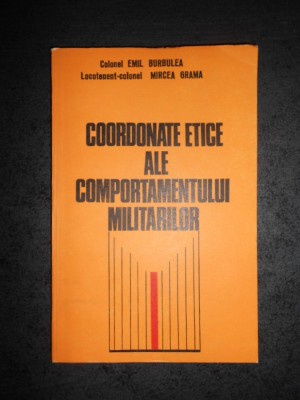 Colonel EMIL BURBULEA
Locotenent-colonel MIRCEA GRAMA
COORDONATE ETICE
ALE
COMPORTAMENTULUI
MILITARILOR